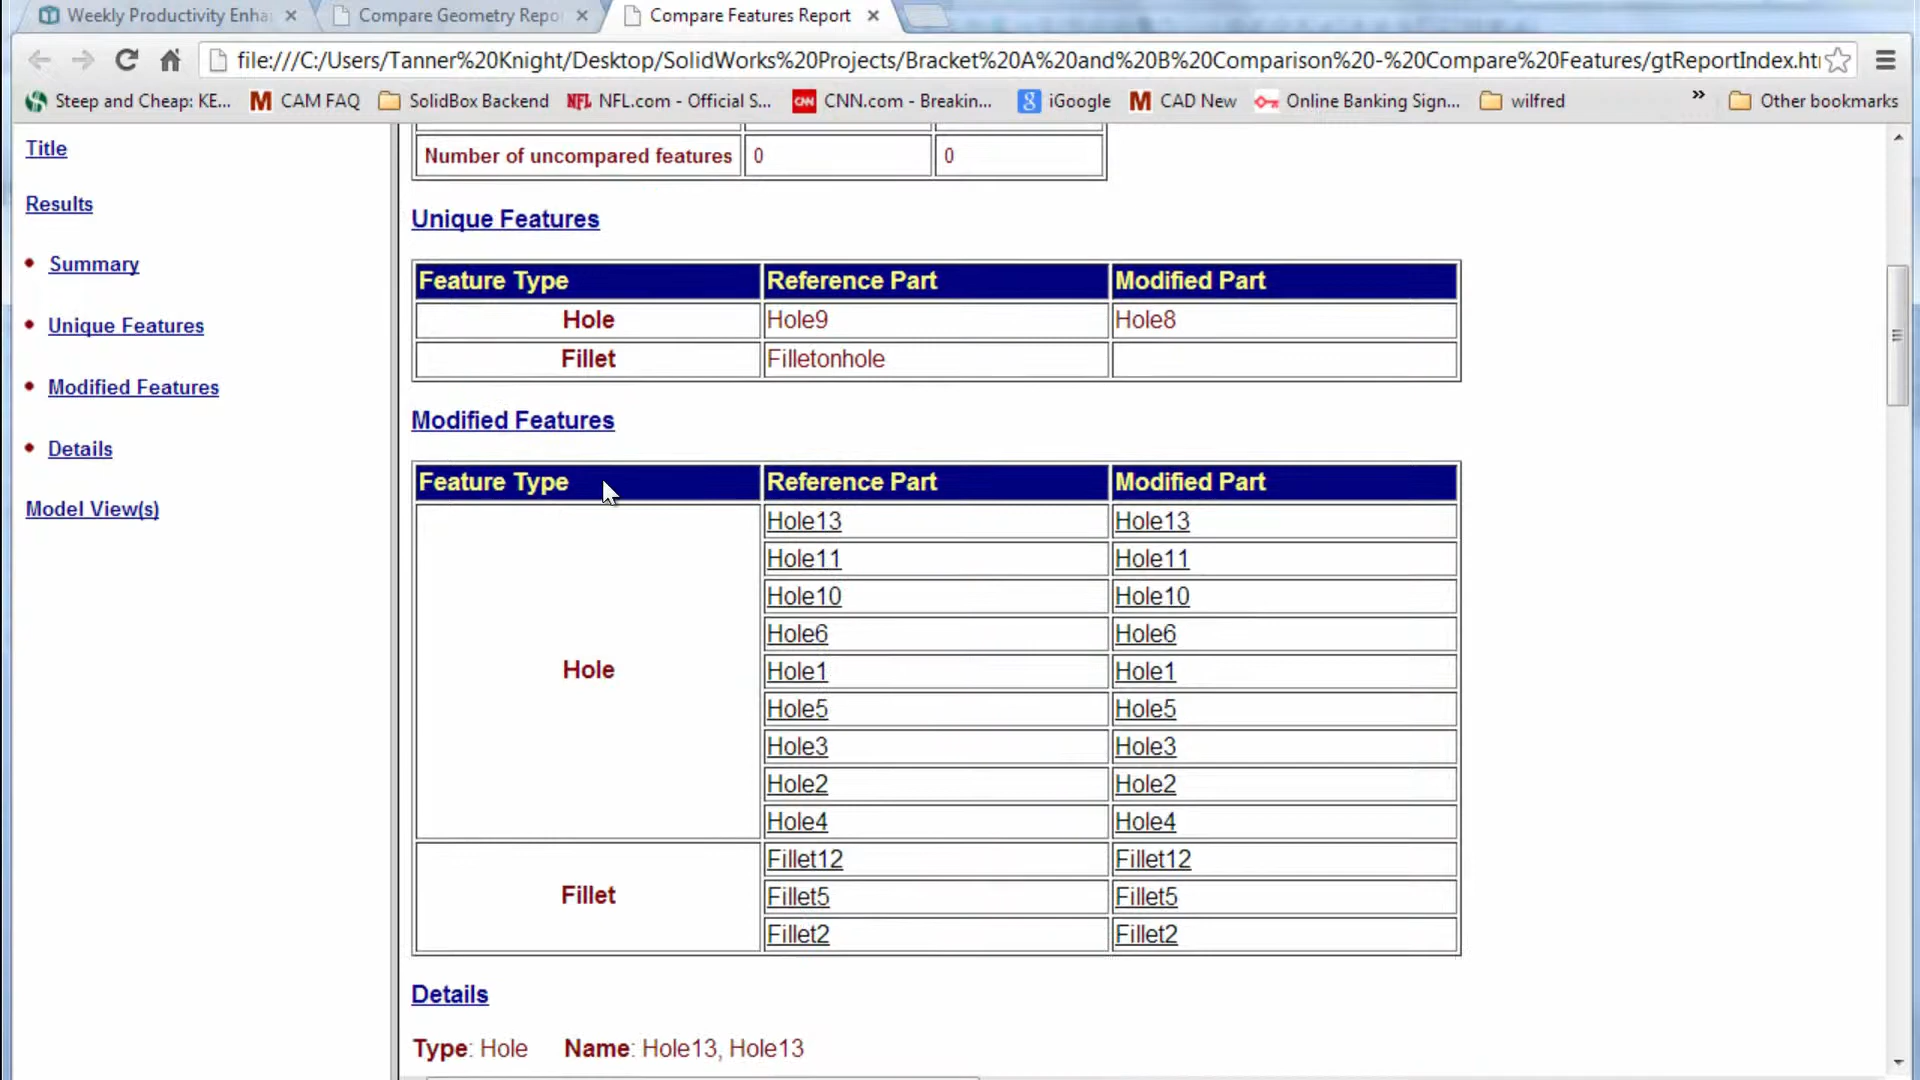 Weekly Productivity Enha
Compare Geometry Repo
Compare Features Report
file:///C:/Users/Tanner%20Knight/Desktop/SolidWorks%20Projects/Bracket%20A%20and%20B%20Comparison%20-%20Compare%20Features/gtReportIndex.ht
Steep and Cheap: KE... CAM FAQ SolidBox Backend NFL.com - Official S... CNN.com - Breakin... iGoogle CAD New Online Banking Sign... wilfred » Other bookmarks
Title
Results
Summary
Unique Features
Modified Features
Details
Model View(s)
Number of uncompared features 0 0
Unique Features
Feature Type Reference Part Modified Part
Hole Hole9 Hole8
Fillet Filletonhole
Modified Features
Feature Type Reference Part Modified Part
Hole13 Hole13
Hole11 Hole11
Hole10 Hole10
Hole6 Hole6
Hole Hole1 Hole1
Hole5 Hole5
Hole3 Hole3
Hole2 Hole2
Hole4 Hole4
Fillet12 Fillet12
Fillet Fillet5 Fillet5
Fillet2 Fillet2
Details
Type: Hole Name: Hole13, Hole13